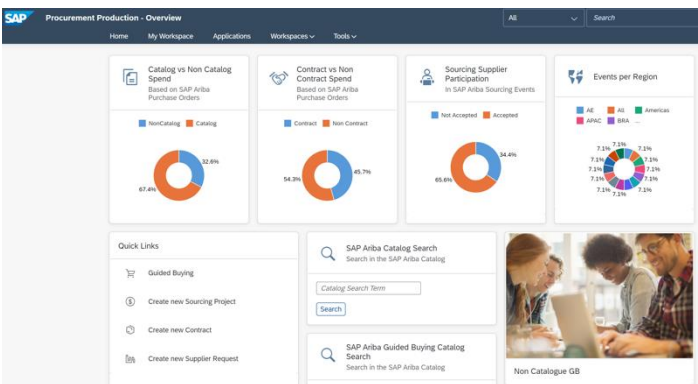 SAP
Procurement Production - Overview
All
Search
Home
My Workspace
Applications
Workspaces
Tools
Catalog vs Non Catalog
Spend
Based on SAP Ariba
Purchase Orders
NonCatalog
Catalog
32.6%
67.4%
Contract vs Non
Contract Spend
Based on SAP Ariba
Purchase Orders
Contract
Non Contract
45.7%
54.3%
Sourcing Supplier
Participation
In SAP Ariba Sourcing Events
Not Accepted
Accepted
34.4%
65.6%
Events per Region
AE
All
Americas
APAC
BRA
...
7.1%
7.1%
7.1%
7.1%
7.1%
7.1%
7.1%
7.1%
7.1%
7.1%
Quick Links
Guided Buying
Create new Sourcing Project
Create new Contract
Create new Supplier Request
SAP Ariba Catalog Search
Search in the SAP Ariba Catalog
Catalog Search Term
Search
SAP Ariba Guided Buying Catalog
Search
Search in the SAP Ariba Catalog
Non Catalogue GB